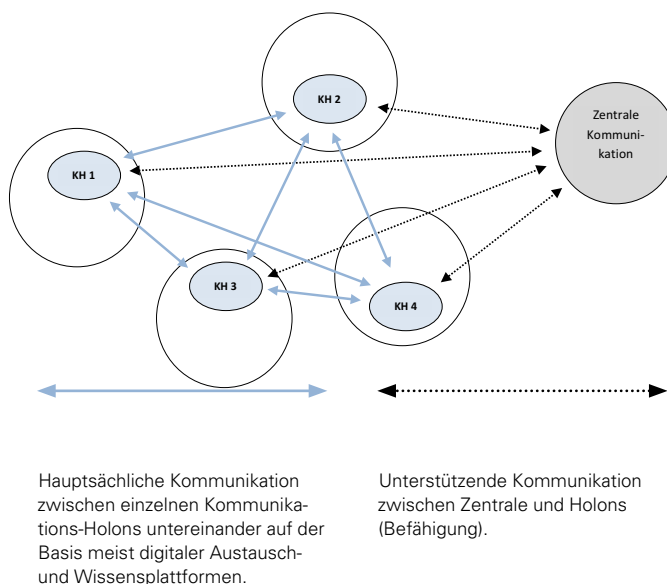 KH 2
Zentrale
Kommuni-
kation
KH 1
KH 3
KH 4
Hauptsächliche Kommunikation
zwischen einzelnen Kommunika-
tions-Holons untereinander auf der
Basis meist digitaler Austausch-
und Wissensplattformen.
Unterstützende Kommunikation
zwischen Zentrale und Holons
(Befähigung).